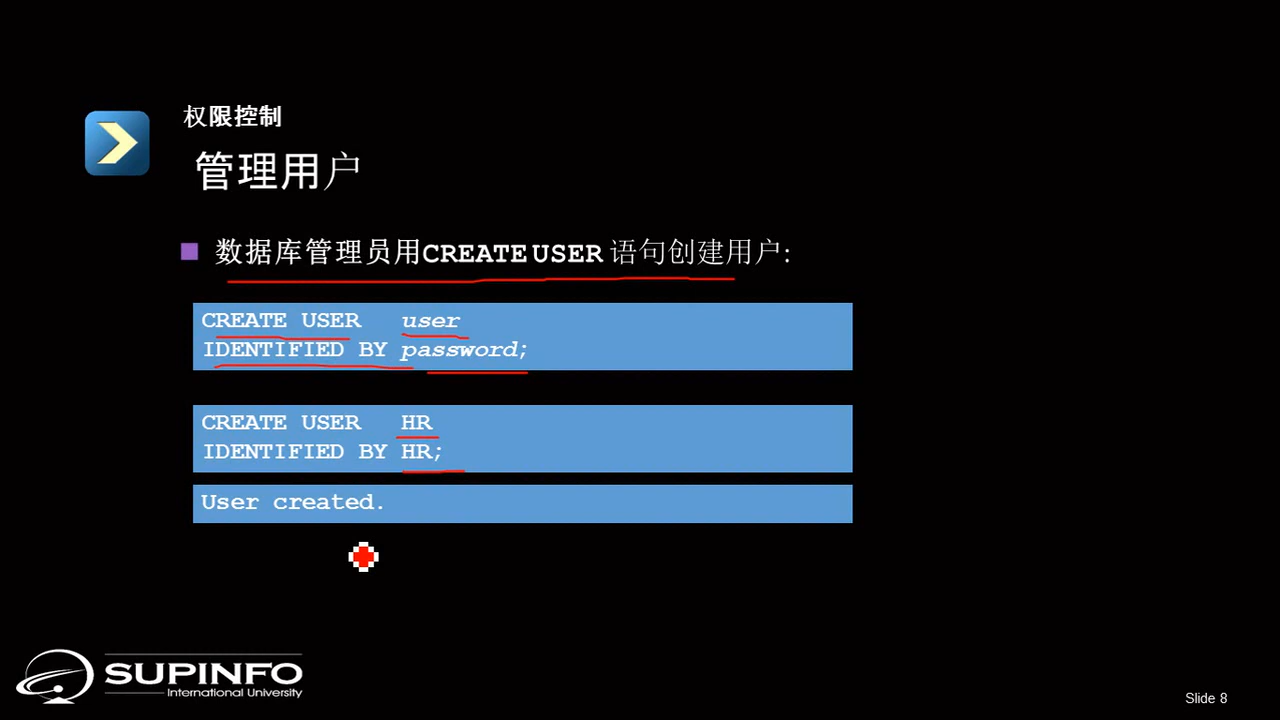 权限控制
管理用户
数据库管理员用CREATE USER 语句创建用户:
CREATE USER user
IDENTIFIED BY password;
CREATE USER HR
IDENTIFIED BY HR;
User created.
SUPINFO
International University
Slide 8